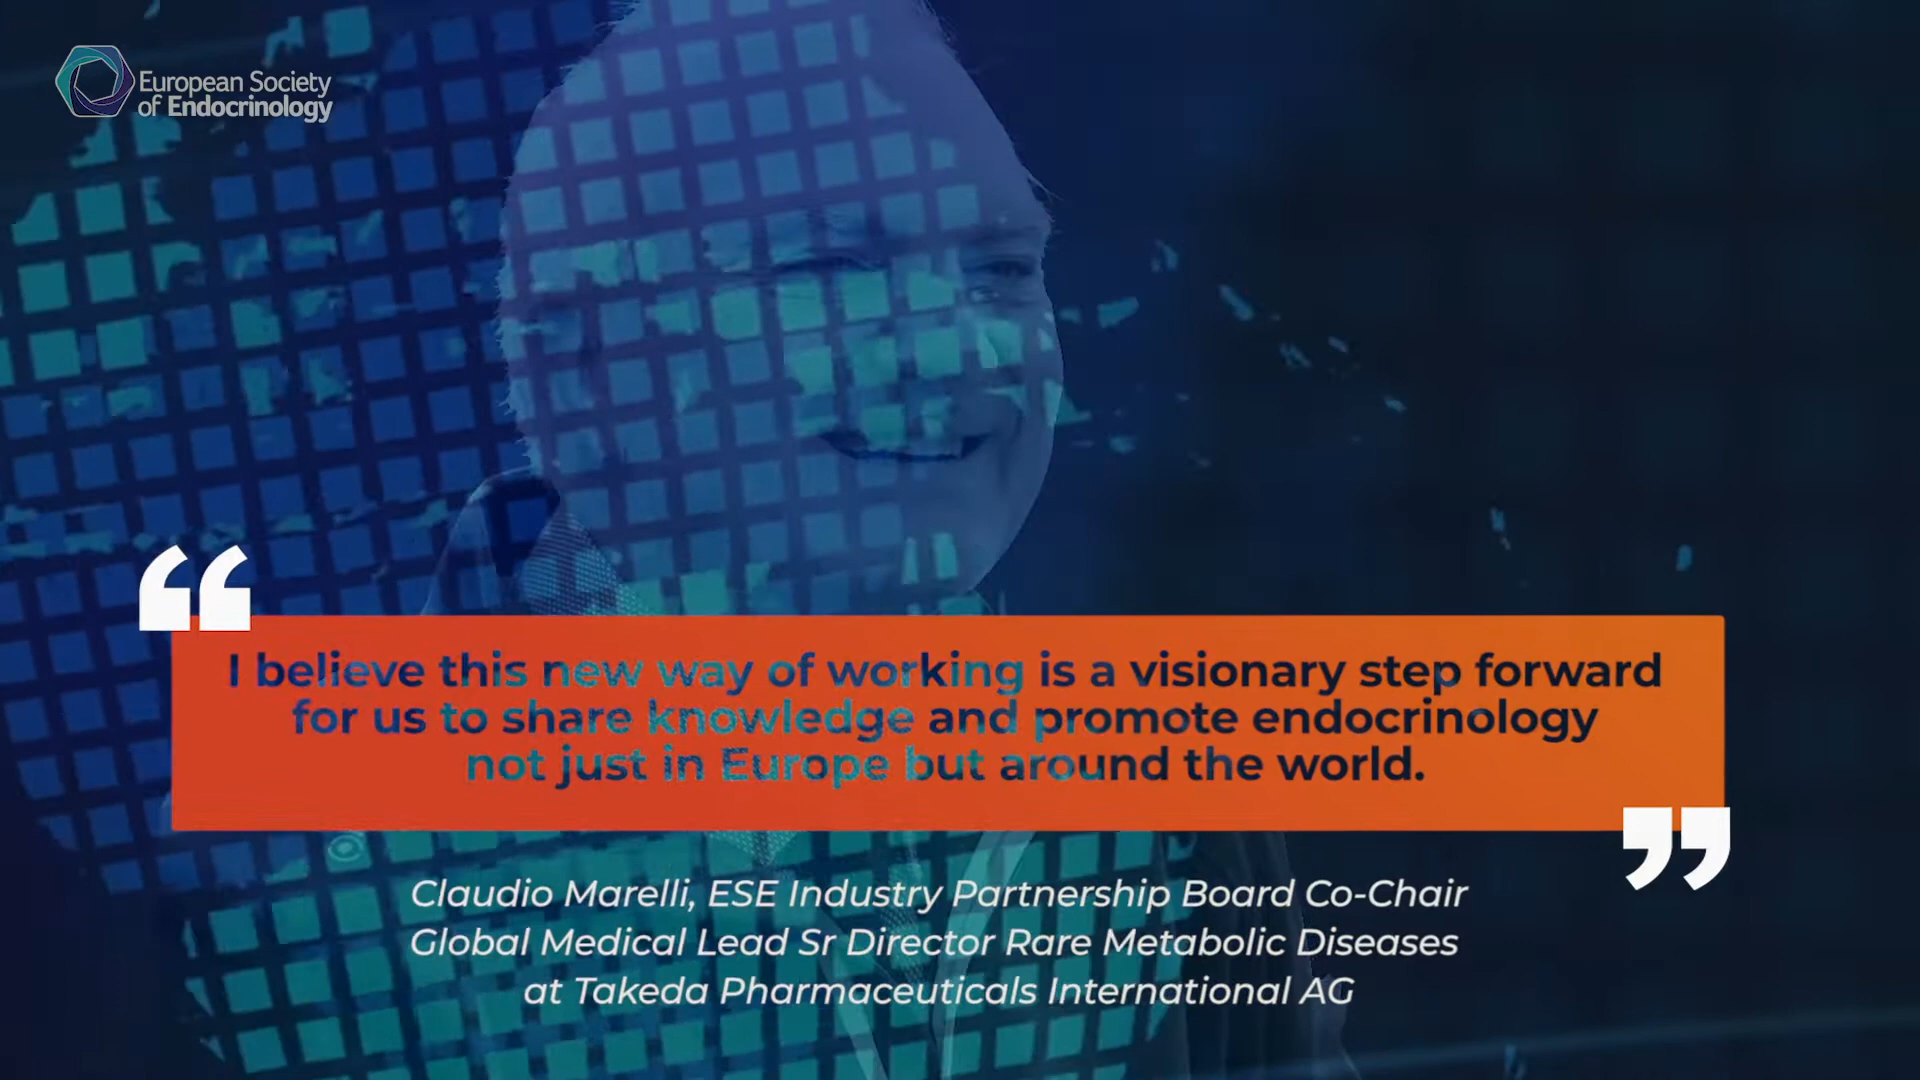 European Society
of Endocrinology
I believe this new way of working is a visionary step forward
for us to share knowledge and promote endocrinology
not just in Europe but around the world.
Claudio Marelli, ESE Industry Partnership Board Co-Chair
Global Medical Lead Sr Director Rare Metabolic Diseases
at Takeda Pharmaceuticals International AG